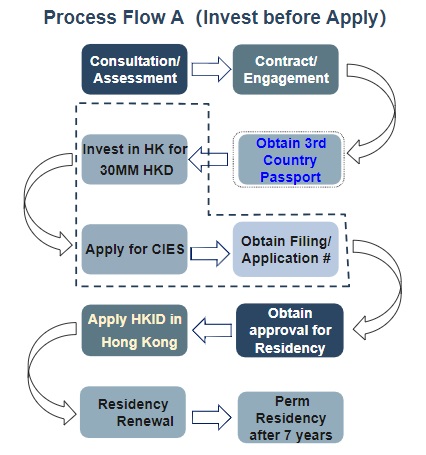 Process Flow A（Invest before Apply）
Consultation/
Assessment
Contract/
Engagement
Obtain 3rd
Country
Passport
Invest in HK for
30MM HKD
Apply for CIES
Obtain Filing/
Application #
Obtain
approval for
Residency
Apply HKID in
Hong Kong
Residency
Renewal
Perm
Residency
after 7 years